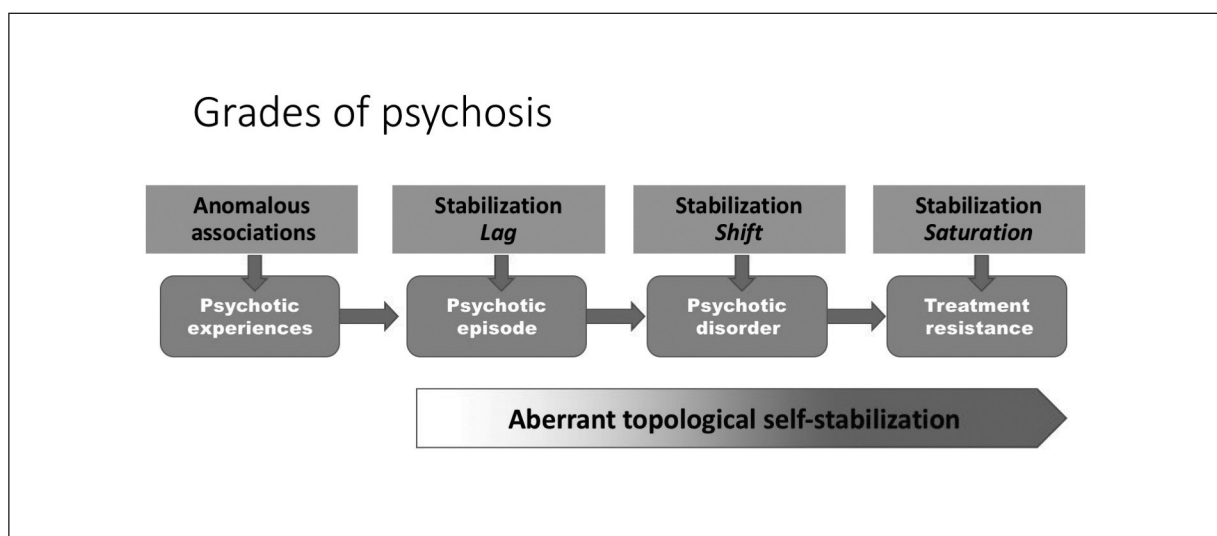 Grades of psychosis
Anomalous
associations
Stabilization
Lag
Stabilization
Shift
Stabilization
Saturation
Psychotic
experiences
Psychotic
episode
Psychotic
disorder
Treatment
resistance
Aberrant topological self-stabilization